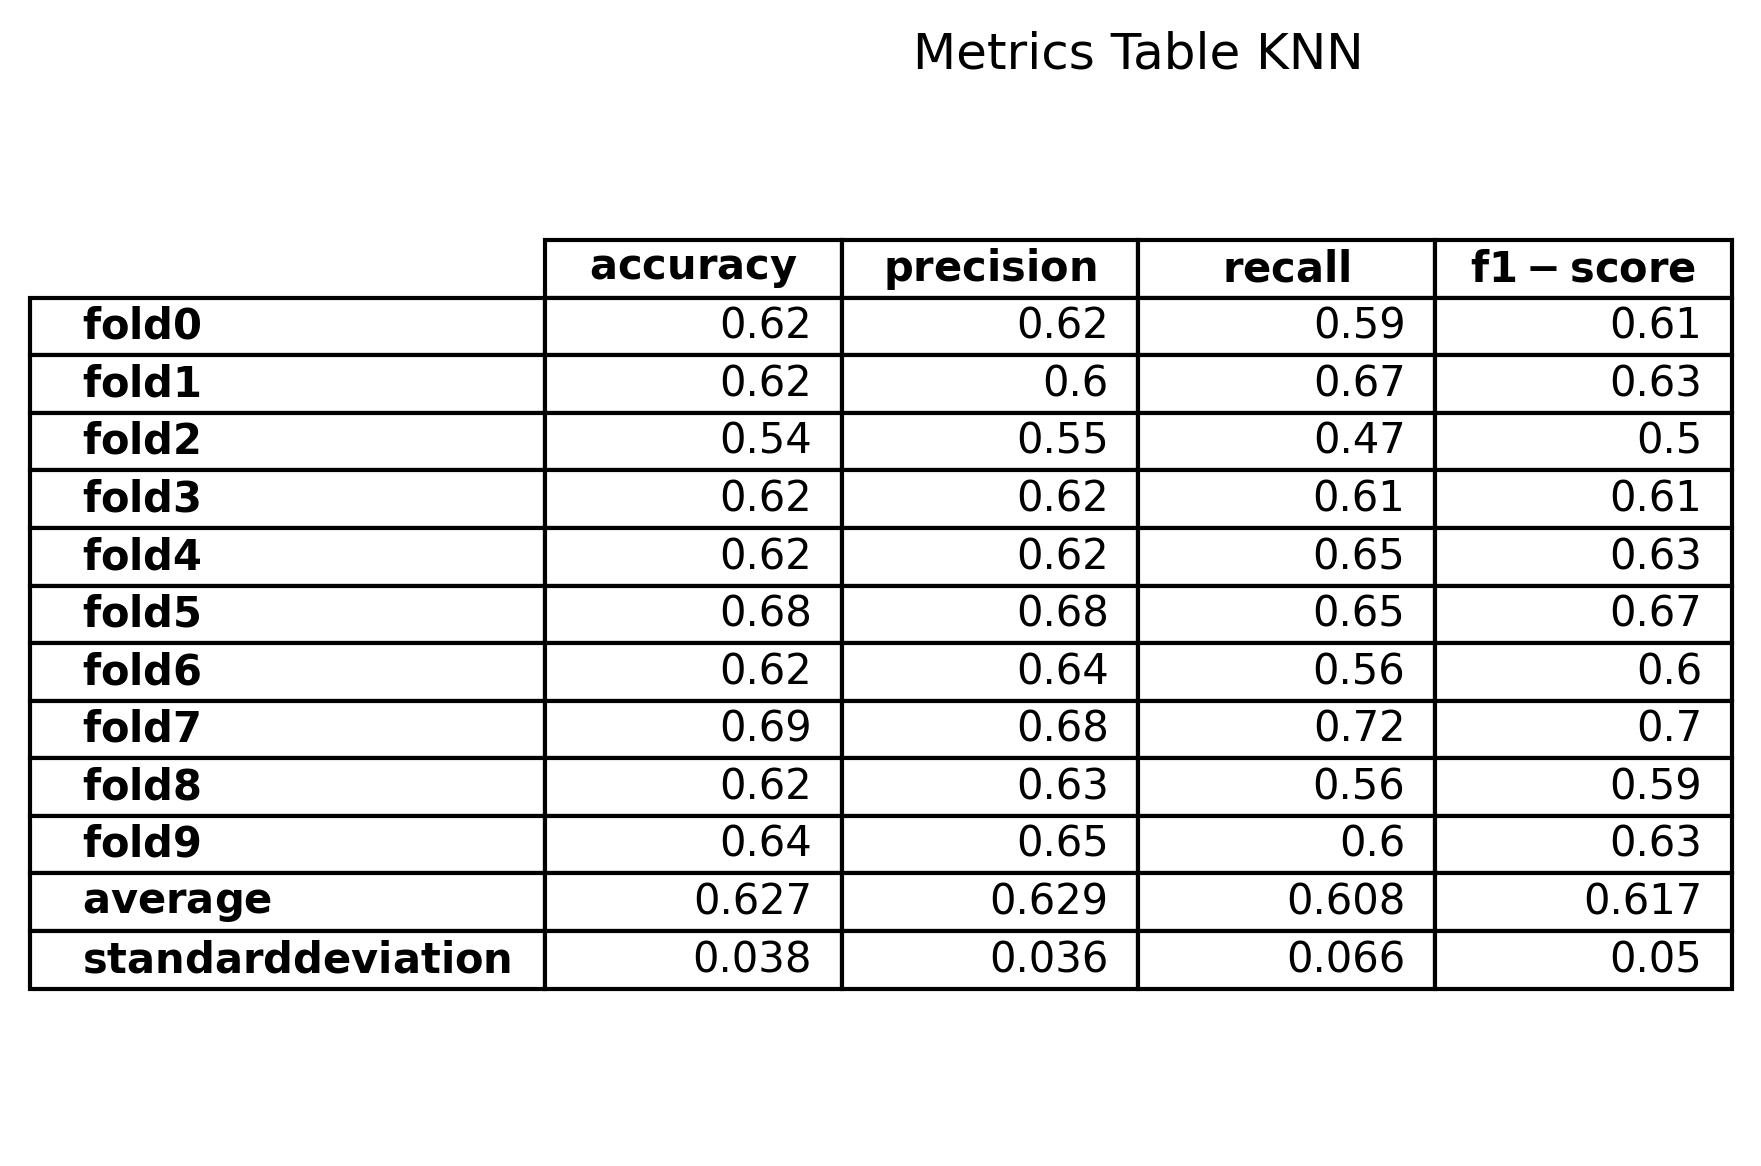 Metrics Table KNN
accuracy precision recall f1 − score
fold0 0.62 0.62 0.59 0.61
fold1 0.62 0.6 0.67 0.63
fold2 0.54 0.55 0.47 0.5
fold3 0.62 0.62 0.61 0.61
fold4 0.62 0.62 0.65 0.63
fold5 0.68 0.68 0.65 0.67
fold6 0.62 0.64 0.56 0.6
fold7 0.69 0.68 0.72 0.7
fold8 0.62 0.63 0.56 0.59
fold9 0.64 0.65 0.6 0.63
average 0.627 0.629 0.608 0.617
standarddeviation 0.038 0.036 0.066 0.05